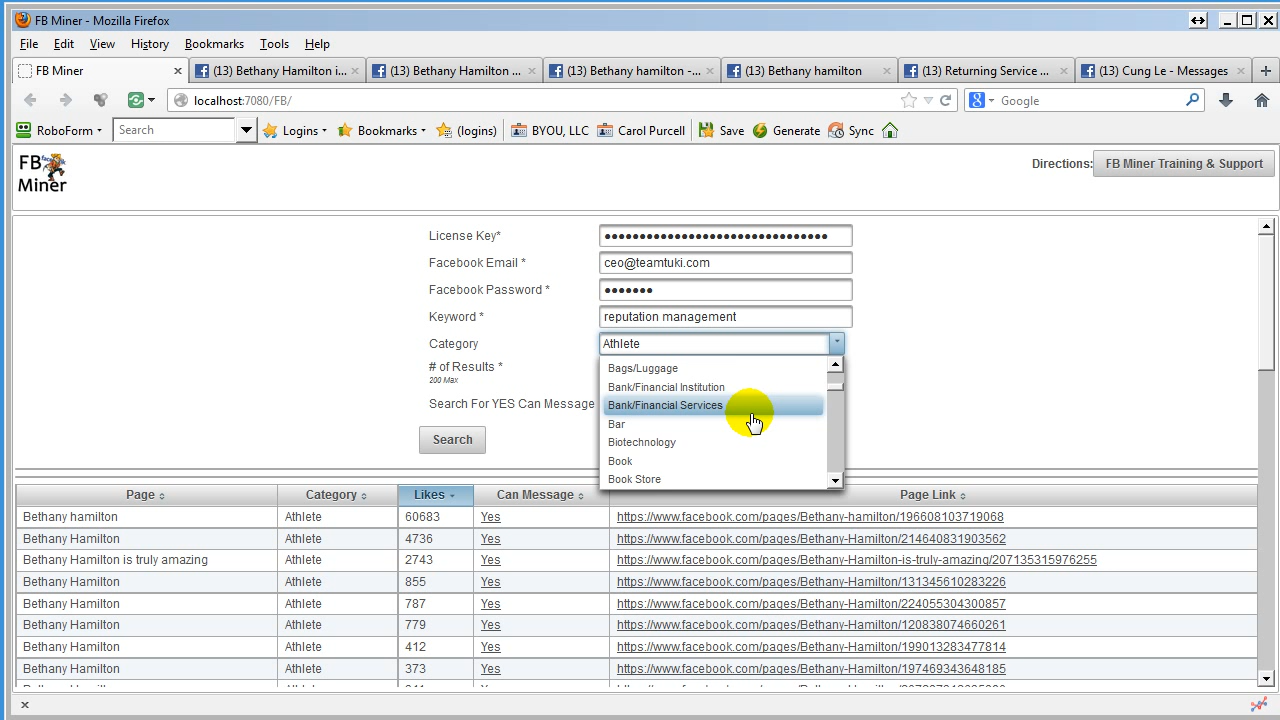 FB Miner - Mozilla Firefox
File Edit View History Bookmarks Tools Help
FB Miner (13) Bethany Hamilton i... (13) Bethany Hamilton ... (13) Bethany hamilton -... (13) Bethany hamilton (13) Returning Service ... (13) Cung Le - Messages
localhost:7080/FB/ Google
RoboForm Search Logins Bookmarks (logins) BYOU, LLC Carol Purcell Save Generate Sync
FB
Miner
Directions: FB Miner Training & Support
License Key*
Facebook Email * ceo@teamtuki.com
Facebook Password *
Keyword * reputation management
Category Athlete
# of Results *
200 Max
Search For YES Can Message
Search
Bags/Luggage
Bank/Financial Institution
Bank/Financial Services
Bar
Biotechnology
Book
Book Store
Page Category Likes Can Message Page Link
Bethany hamilton Athlete 60683 Yes https://www.facebook.com/pages/Bethany-hamilton/196608103719068
Bethany Hamilton Athlete 4736 Yes https://www.facebook.com/pages/Bethany-Hamilton/214640831903562
Bethany Hamilton is truly amazing Athlete 2743 Yes https://www.facebook.com/pages/Bethany-Hamilton-is-truly-amazing/207135315976255
Bethany Hamilton Athlete 855 Yes https://www.facebook.com/pages/Bethany-Hamilton/131345610283226
Bethany Hamilton Athlete 787 Yes https://www.facebook.com/pages/Bethany-Hamilton/224055304300857
Bethany Hamilton Athlete 779 Yes https://www.facebook.com/pages/Bethany-Hamilton/120838074660261
Bethany Hamilton Athlete 412 Yes https://www.facebook.com/pages/Bethany-Hamilton/199013283477814
Bethany Hamilton Athlete 373 Yes https://www.facebook.com/pages/Bethany-Hamilton/197469343648185